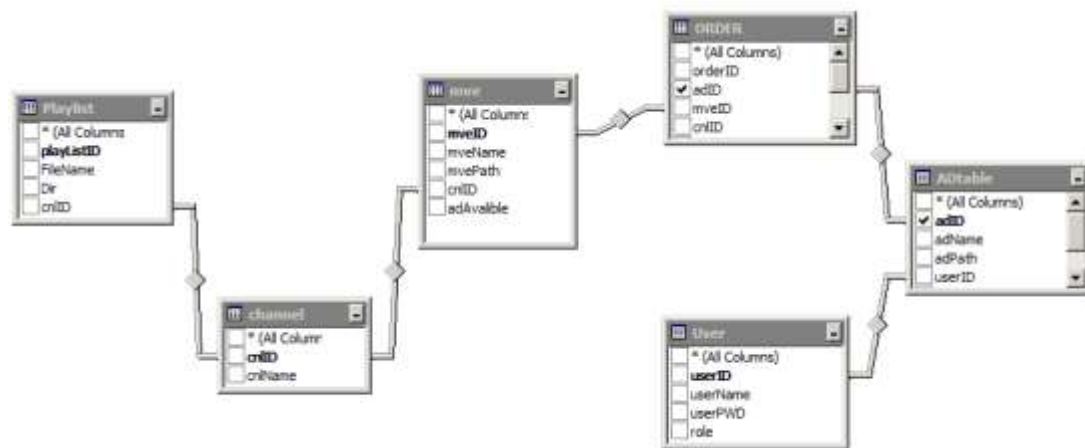 Playlist
* (All Columns
playListID
FileName
Dir
cnlID
channel
* (All Columr
cnlID
cnlName
mve
* (All Columns
mveID
mveName
mvePath
cnlID
adAvalible
ORDER
* (All Columns)
orderID
adID
mveID
cnlID
ADtable
* (All Columns)
adID
adName
adPath
userID
User
* (All Columns)
userID
userName
userPWD
role